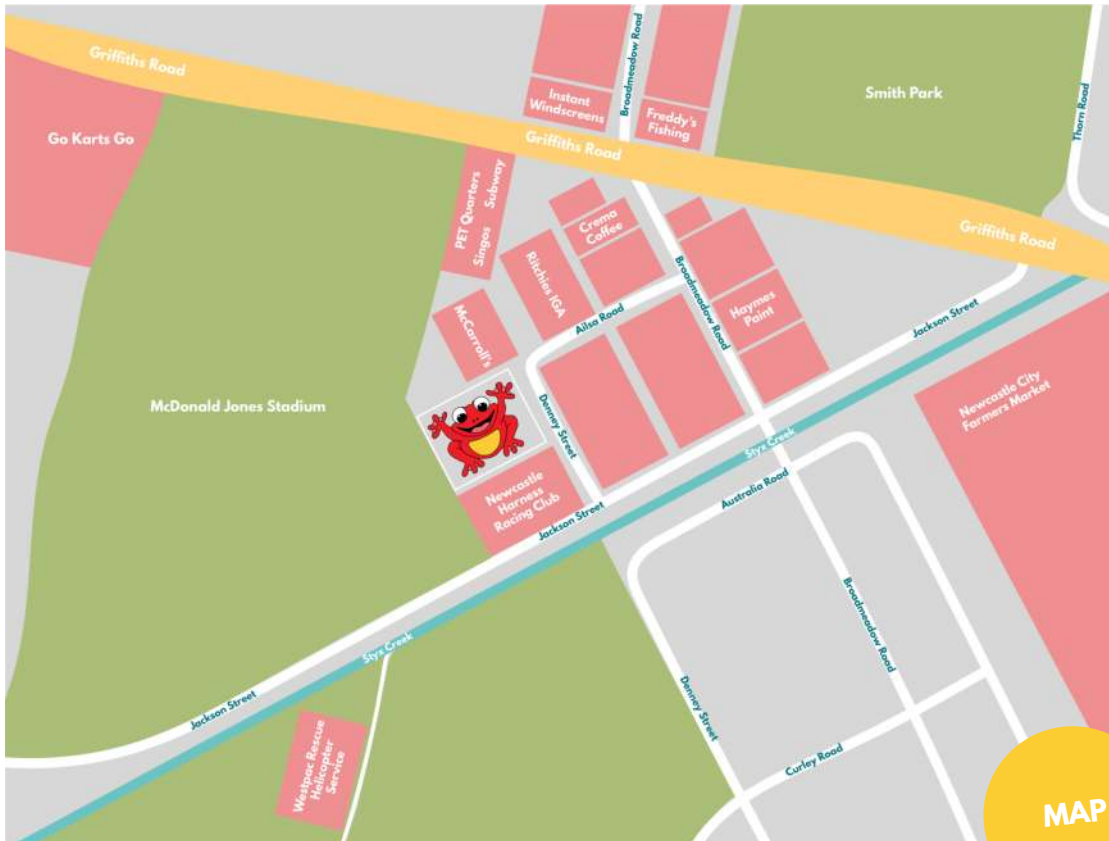 Griffiths Road
Broadmeadow Road
Instant
Windscreens
Freddy's
Fishing
Smith Park
Thorn Road
Go Karts Go
Griffiths Road
PET Quarters
Subway
Singos
Crema
Coffee
Griffiths Road
Ritchies IGA
Broadmeadow Road
Haymes
Paint
Ailsa Road
Jackson Street
McCarroll's
McDonald Jones Stadium
Denney Street
Newcastle City
Farmers Market
Styx Creek
Newcastle
Harness
Racing Club
Jackson Street
Australia Road
Broadmeadow Road
Styx Creek
Jackson Street
Denney Street
Westpac Rescue
Helicopter
Service
Curley Road
MAP